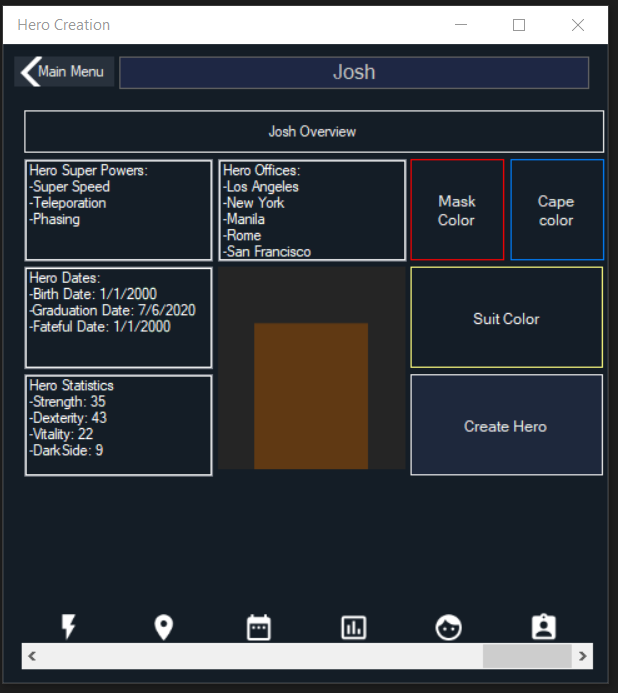 Hero Creation
Main Menu
Josh
Josh Overview
Hero Super Powers:
-Super Speed
-Teleporation
-Phasing
Hero Offices:
-Los Angeles
-New York
-Manila
-Rome
-San Francisco
Mask
Color
Cape
color
Hero Dates:
-Birth Date: 1/1/2000
-Graduation Date: 7/6/2020
-Fateful Date: 1/1/2000
Suit Color
Hero Statistics
-Strength: 35
-Dexterity: 43
-Vitality: 22
-DarkSide: 9
Create Hero